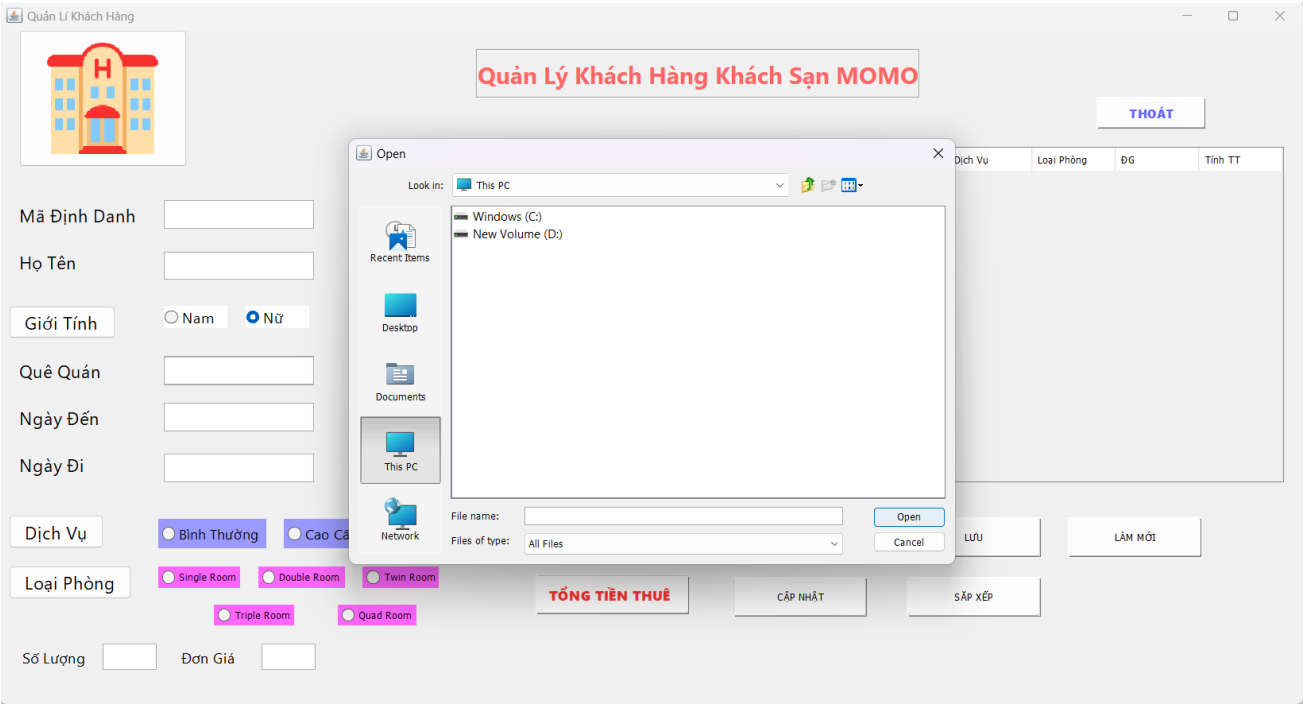 Quản Lí Khách Hàng
H
Quản Lý Khách Hàng Khách Sạn MOMO
THOÁT
Open
Look in: This PC
Windows (C:)
New Volume (D:)
Recent Items
Desktop
Documents
This PC
Network
File name:
Open
Files of type: All Files
Cancel
Dịch Vụ Loại Phòng ĐG Tính TT
Mã Định Danh
Họ Tên
Giới Tính Nam Nữ
Quê Quán
Ngày Đến
Ngày Đi
Dịch Vụ Bình Thường Cao Cấ
LƯU LÀM MỚI
Loại Phòng Single Room Double Room Twin Room
Triple Room Quad Room
TỔNG TIỀN THUÊ CẬP NHẬT SẮP XẾP
Số Lượng Đơn Giá